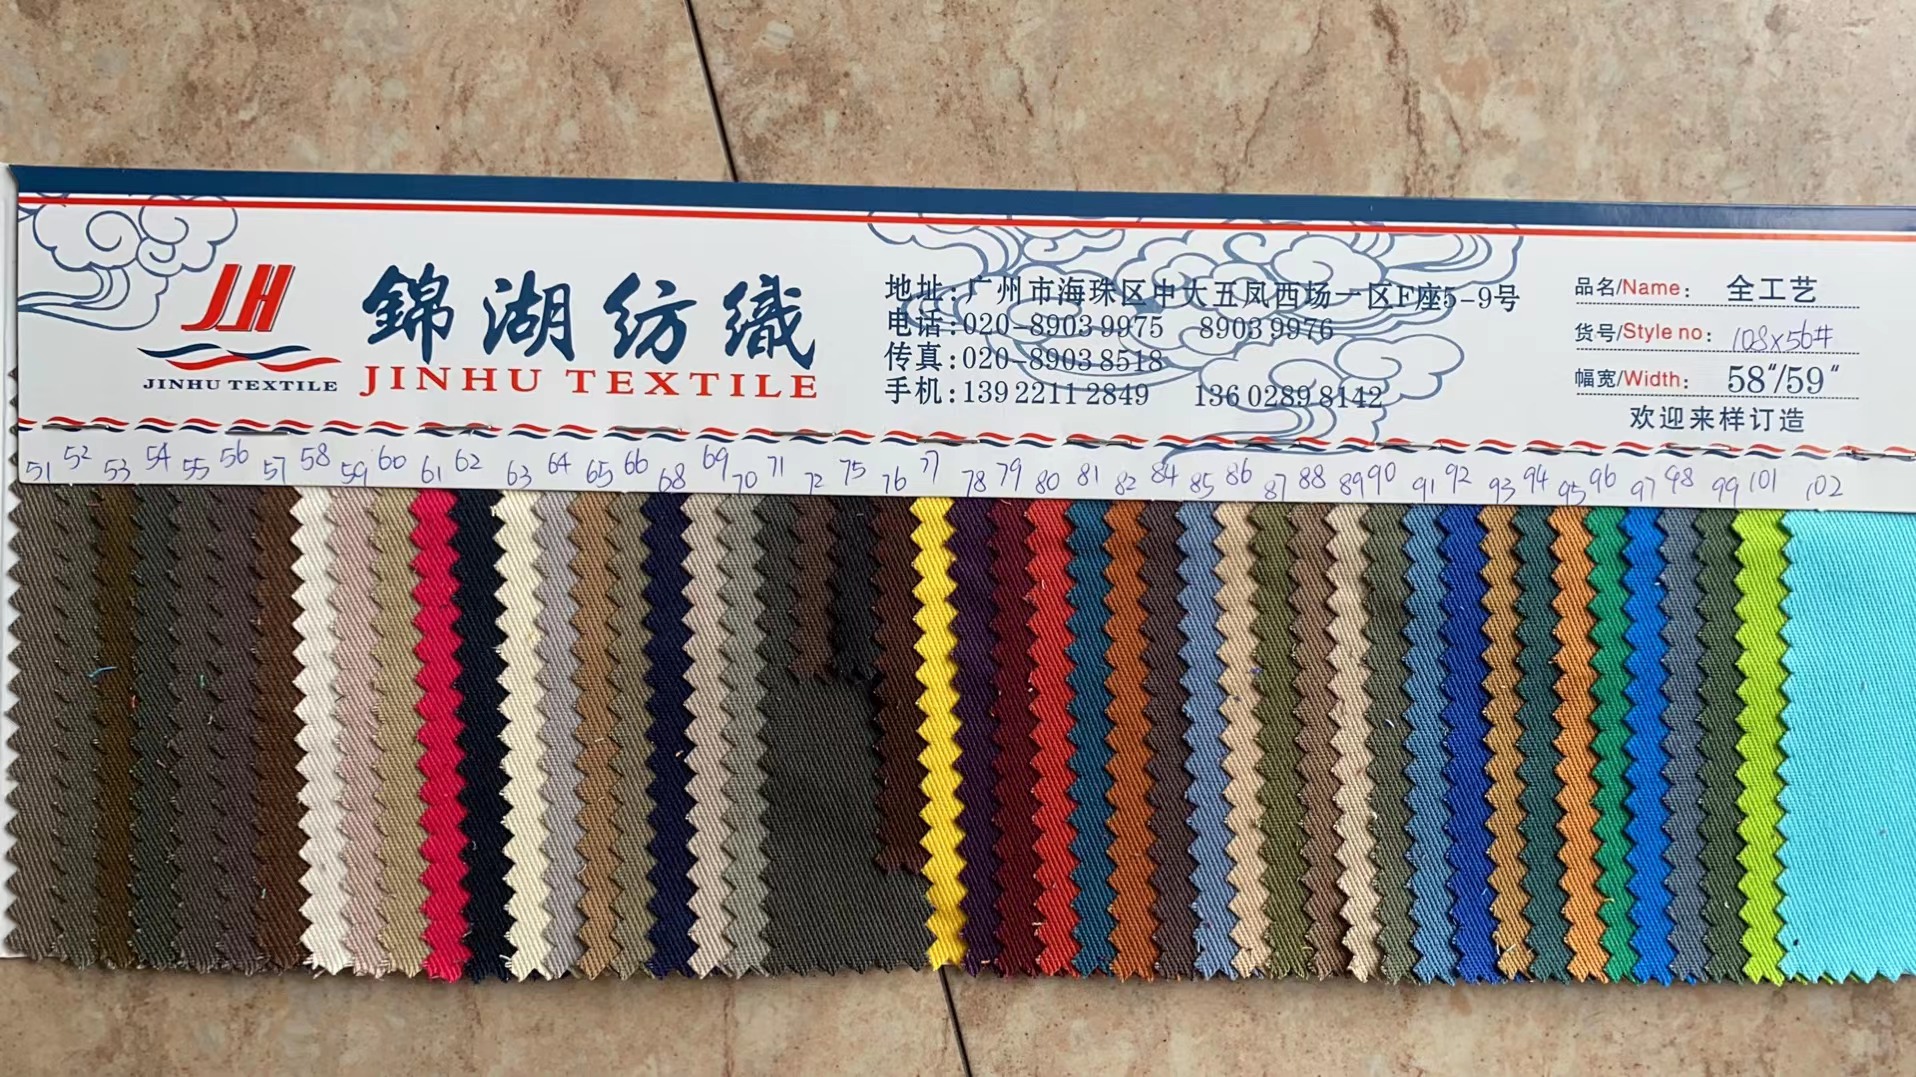 JH
JINHU TEXTILE
錦湖纺織
JINHU TEXTILE
地址:广州市海珠区中大五凤西场一区F座5-9号
电话:020-8903 9975 8903 9976
传真:020-8903 8518
手机:139 2211 2849 136 0289 8142
品名/Name: 全工艺
货号/Style no: 108x56#
幅宽/Width: 58"/59"
欢迎来样订造
51 52 53 54 55 56 57 58 59 60 61 62 63 64 65 66 68 69 70 71 72 75 76 77 78 79 80 81 82 84 85 86 87 88 89 90 91 92 93 94 95 96 97 98 99 101 102